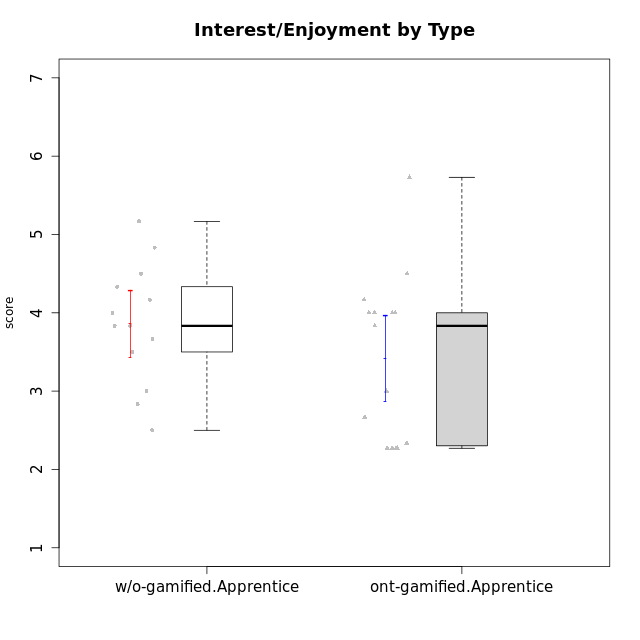 Interest/Enjoyment by Type
score
7
6
5
4
3
2
1
w/o-gamified.Apprentice
ont-gamified.Apprentice